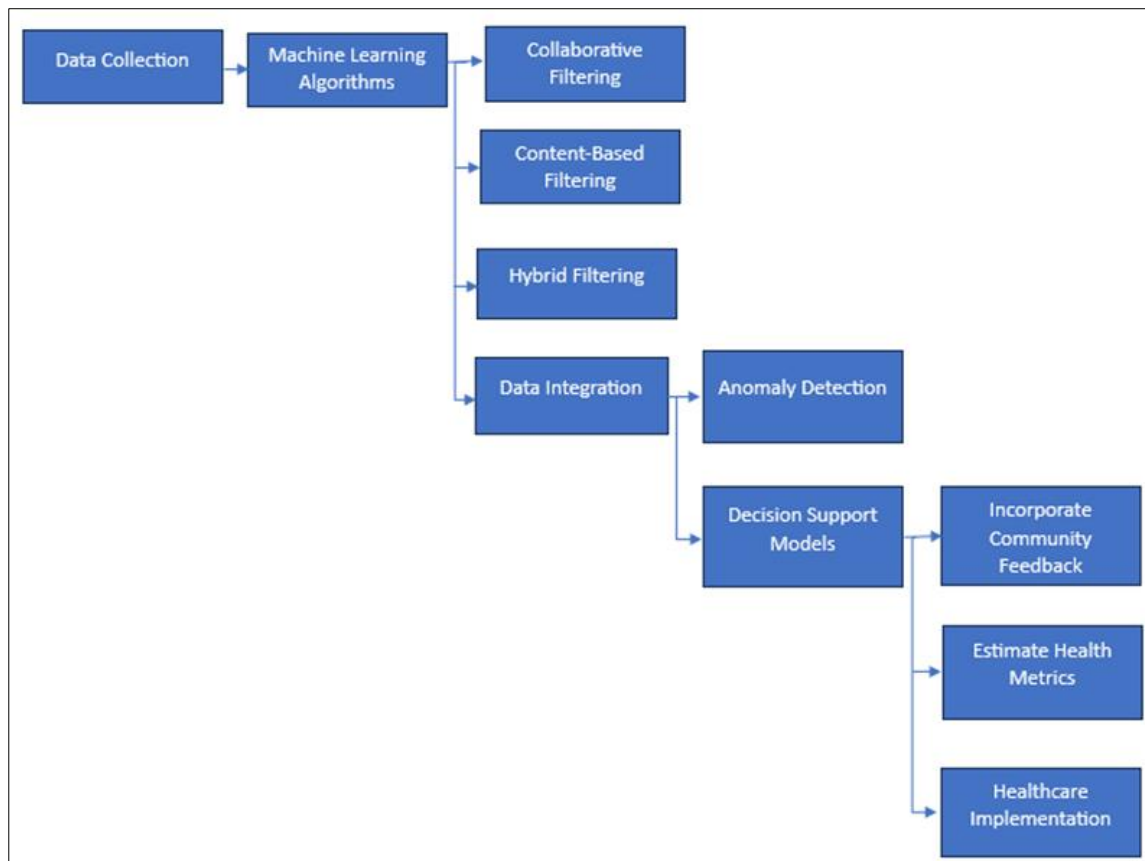 Data Collection
Machine Learning
Algorithms
Collaborative
Filtering
Content-Based
Filtering
Hybrid Filtering
Data Integration
Anomaly Detection
Decision Support
Models
Incorporate
Community
Feedback
Estimate Health
Metrics
Healthcare
Implementation